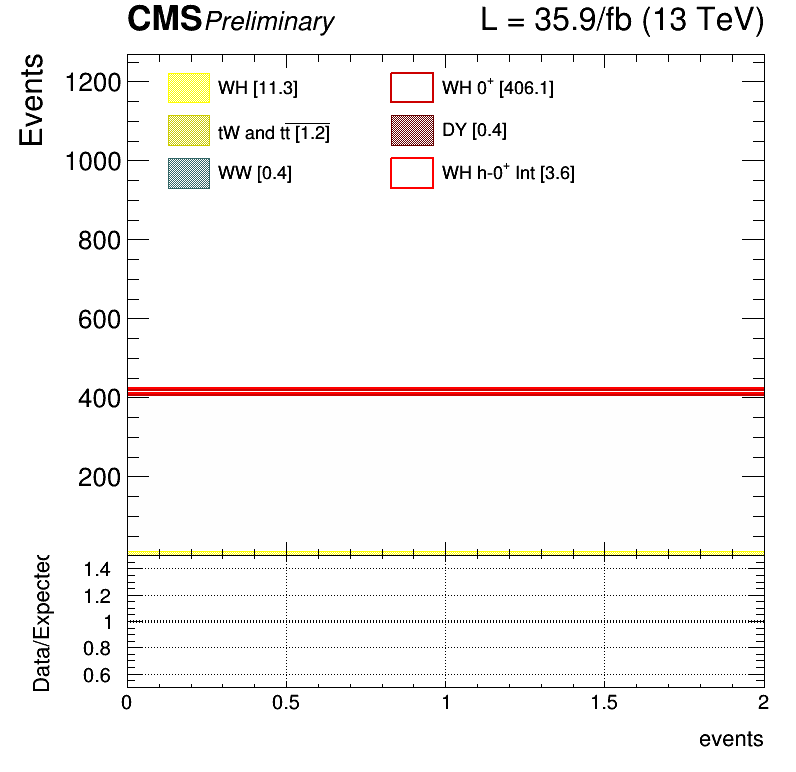 CMS Preliminary L = 35.9/fb (13 TeV)
Events
1200
1000
800
600
400
200
WH [11.3]
WH 0+ [406.1]
tW and tt [1.2]
DY [0.4]
WW [0.4]
WH h-0+ Int [3.6]
Data/Expected
1.4
1.2
1
0.8
0.6
0 0.5 1 1.5 2
events